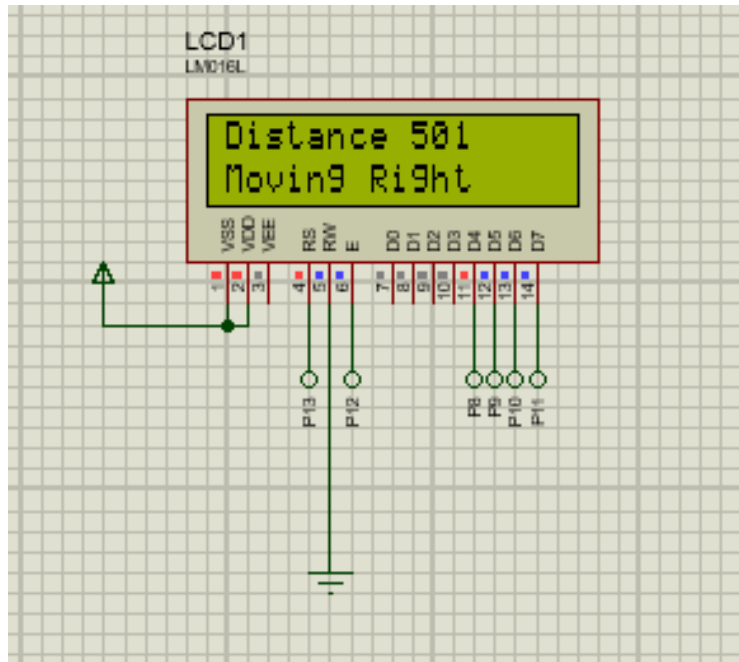 LCD1
LM016L
Distance 501
Moving Right
VSS VDD VEE RS RW E D0 D1 D2 D3 D4 D5 D6 D7
1 2 3 4 5 6 7 8 9 10 11 12 13 14
P13 P12 P8 P9 P10 P11